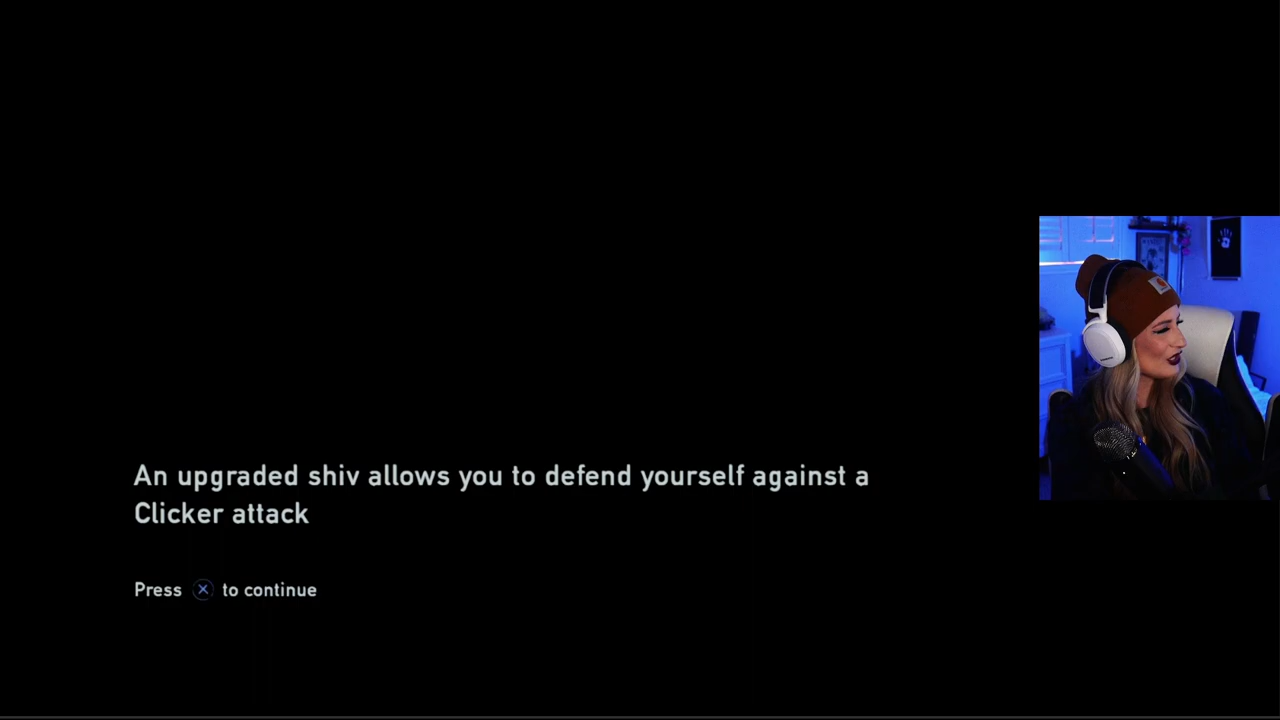 An upgraded shiv allows you to defend yourself against a
Clicker attack
Press ⓧ to continue